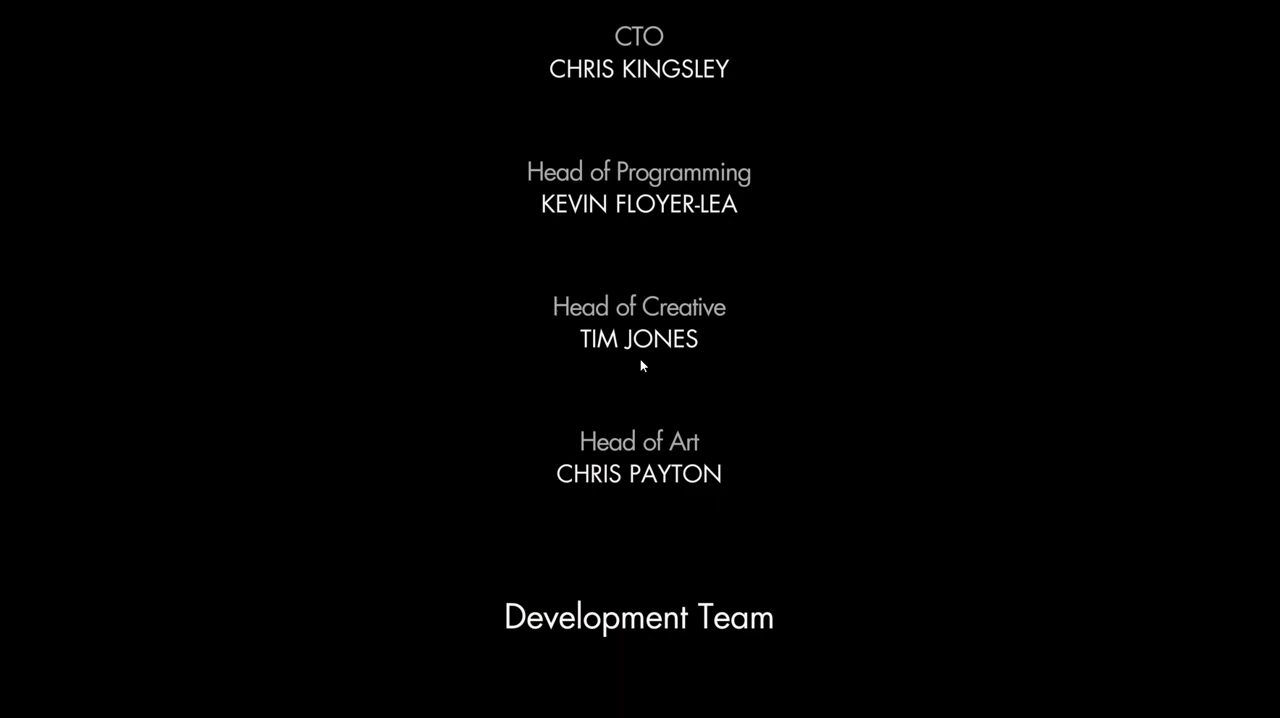 CTO
CHRIS KINGSLEY
Head of Programming
KEVIN FLOYER-LEA
Head of Creative
TIM JONES
Head of Art
CHRIS PAYTON
Development Team